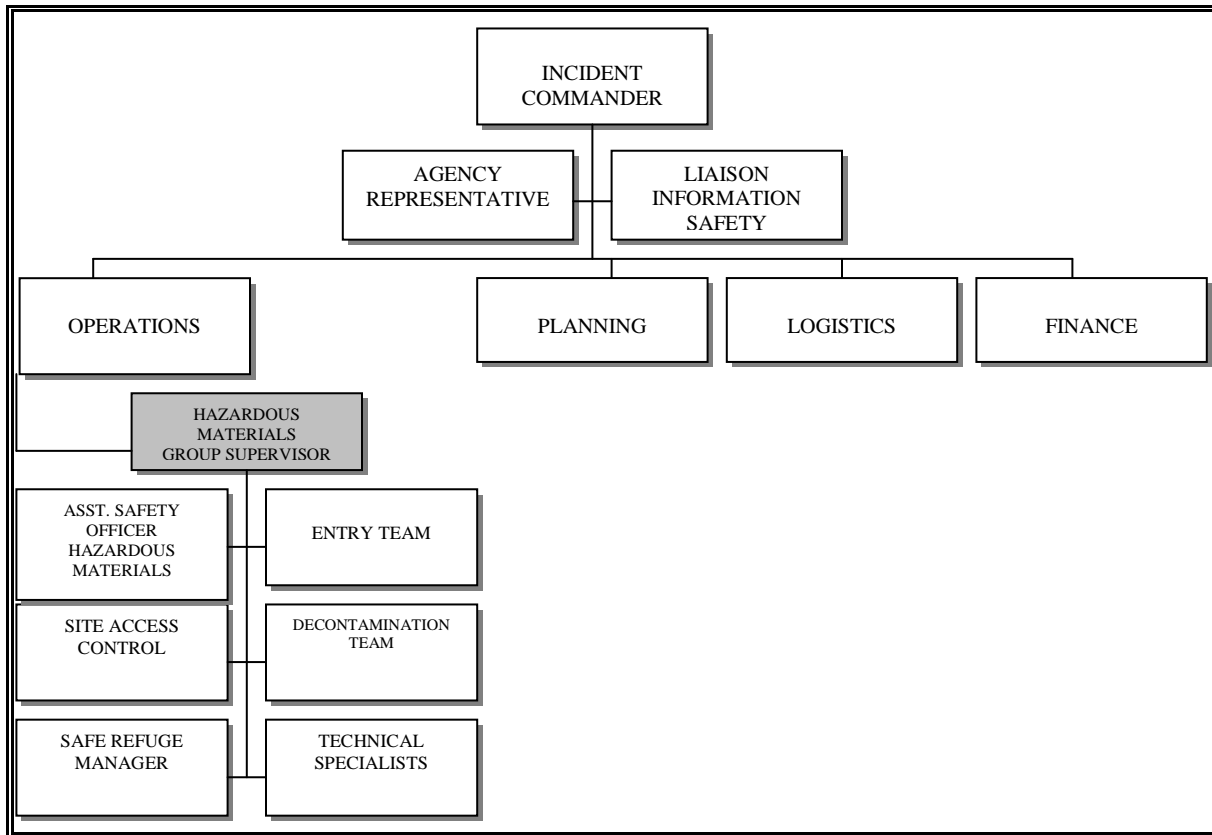 INCIDENT
COMMANDER
AGENCY
REPRESENTATIVE
LIAISON
INFORMATION
SAFETY
OPERATIONS
PLANNING
LOGISTICS
FINANCE
HAZARDOUS
MATERIALS
GROUP SUPERVISOR
ASST. SAFETY
OFFICER
HAZARDOUS
MATERIALS
ENTRY TEAM
SITE ACCESS
CONTROL
DECONTAMINATION
TEAM
SAFE REFUGE
MANAGER
TECHNICAL
SPECIALISTS